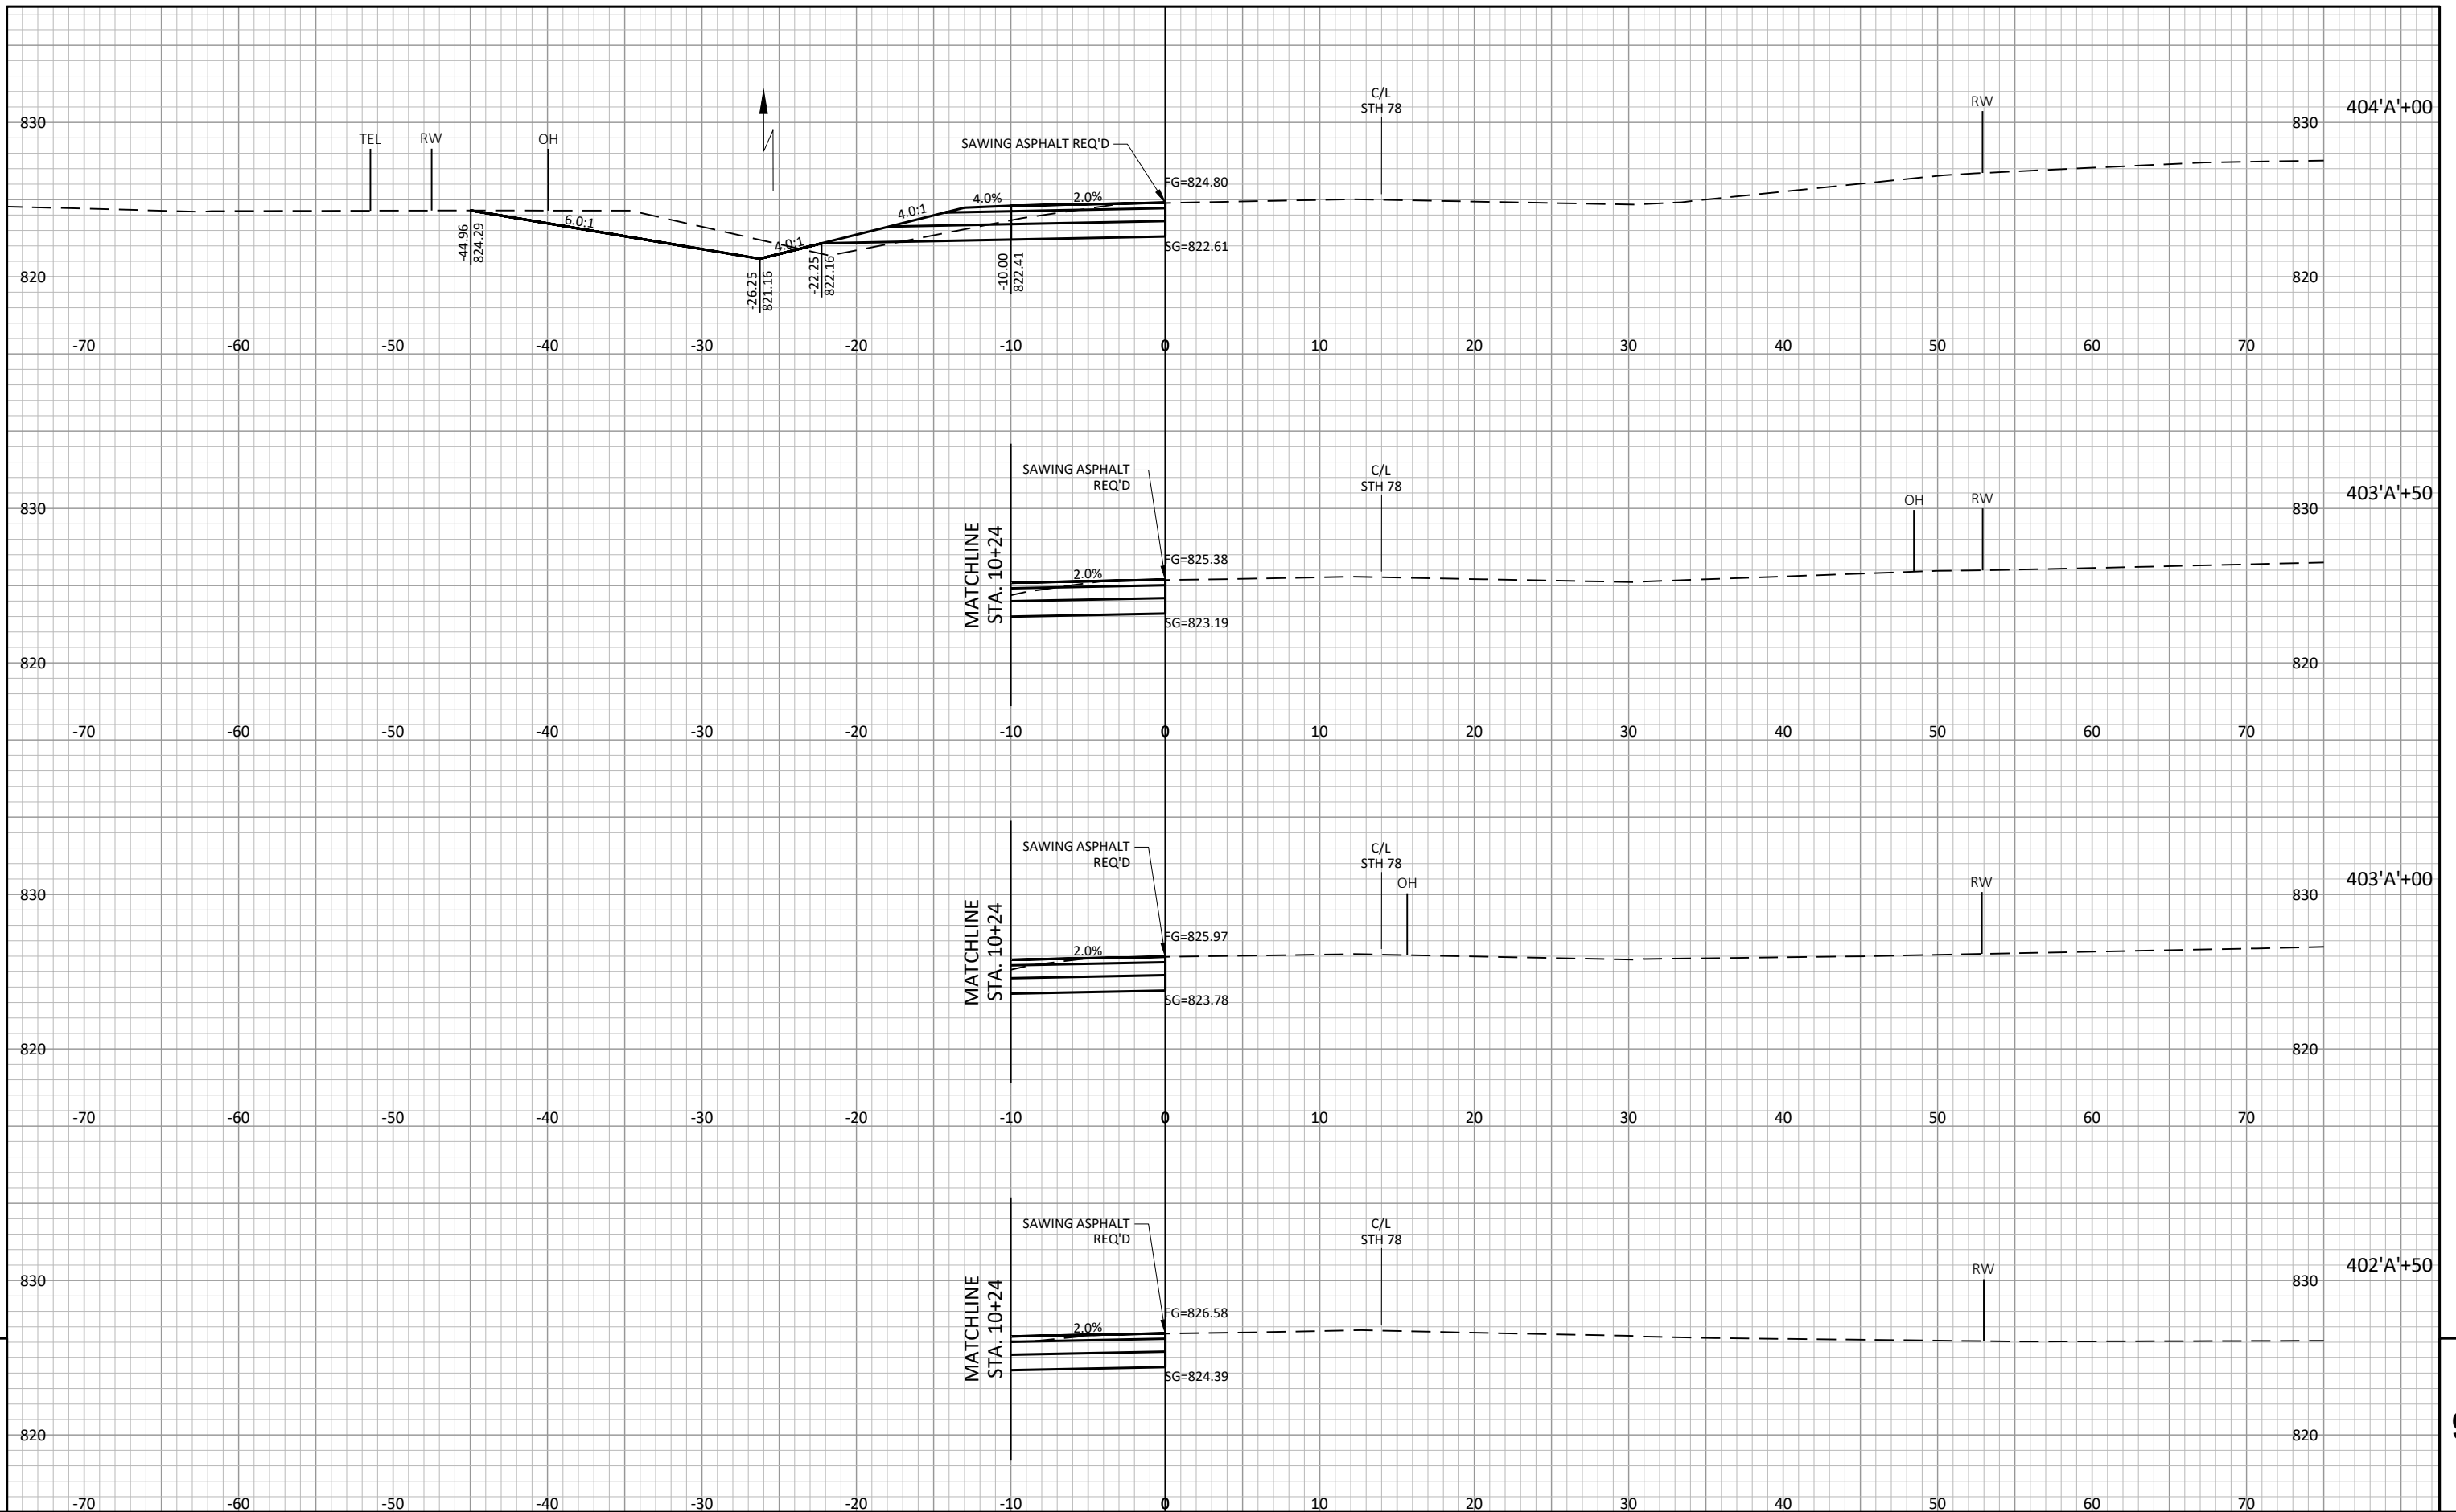 404'A'+00
C/L
STH 78
RW
830
830
TEL
RW
OH
SAWING ASPHALT REQ'D
FG=824.80
4.0%
2.0%
4.0:1
6.0:1
4.0:1
SG=822.61
-44.96
824.29
-26.25
821.16
-22.25
822.16
-10.00
822.41
820
820
-70 -60 -50 -40 -30 -20 -10 0 10 20 30 40 50 60 70
403'A'+50
SAWING ASPHALT
REQ'D
C/L
STH 78
OH
RW
830
830
MATCHLINE
STA. 10+24
FG=825.38
2.0%
SG=823.19
820
820
-70 -60 -50 -40 -30 -20 -10 0 10 20 30 40 50 60 70
403'A'+00
SAWING ASPHALT
REQ'D
C/L
STH 78
OH
RW
830
830
MATCHLINE
STA. 10+24
FG=825.97
2.0%
SG=823.78
820
820
-70 -60 -50 -40 -30 -20 -10 0 10 20 30 40 50 60 70
402'A'+50
SAWING ASPHALT
REQ'D
C/L
STH 78
RW
830
830
MATCHLINE
STA. 10+24
FG=826.58
2.0%
SG=824.39
820
820
-70 -60 -50 -40 -30 -20 -10 0 10 20 30 40 50 60 70